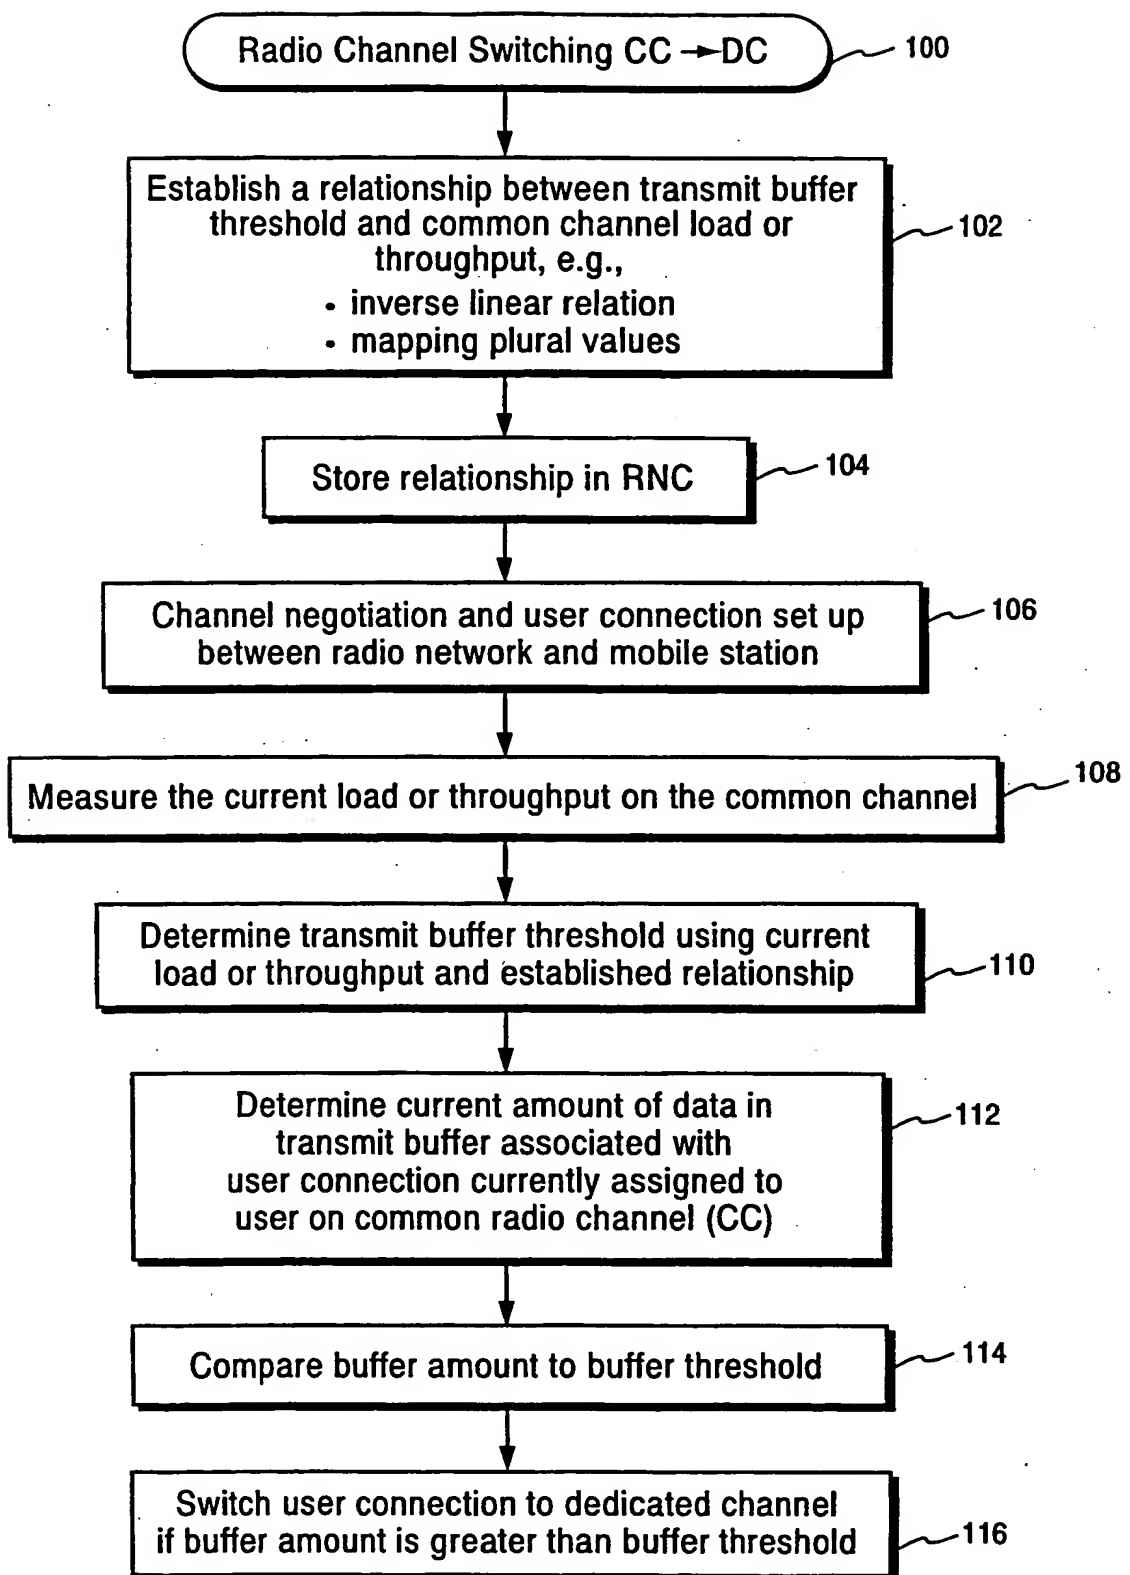 Radio Channel Switching CC → DC
100
Establish a relationship between transmit buffer
threshold and common channel load or
throughput, e.g.,
• inverse linear relation
• mapping plural values
102
Store relationship in RNC
104
Channel negotiation and user connection set up
between radio network and mobile station
106
Measure the current load or throughput on the common channel
108
Determine transmit buffer threshold using current
load or throughput and established relationship
110
Determine current amount of data in
transmit buffer associated with
user connection currently assigned to
user on common radio channel (CC)
112
Compare buffer amount to buffer threshold
114
Switch user connection to dedicated channel
if buffer amount is greater than buffer threshold
116